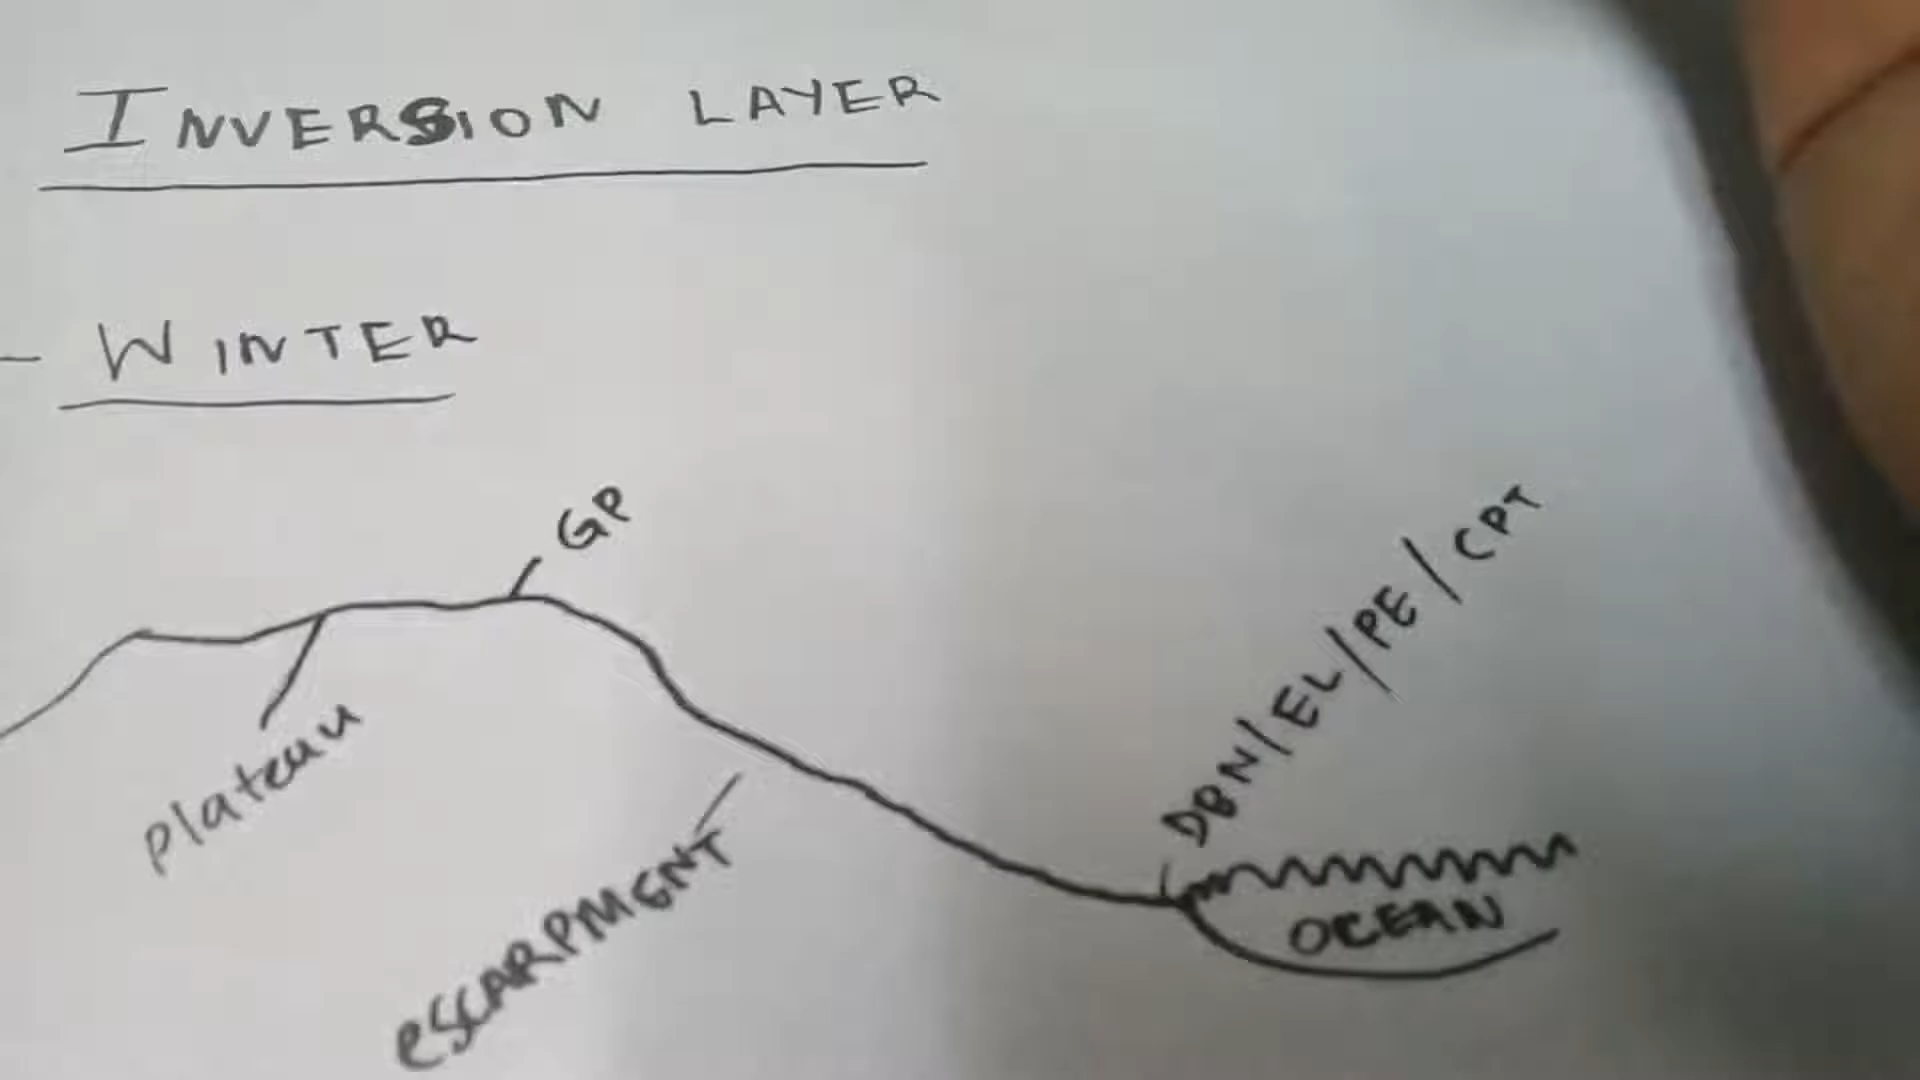 INVERSION LAYER
- WINTER
GP
DBN/EL/PE/CPT
Plateau
OCEAN
eSCARPMENT